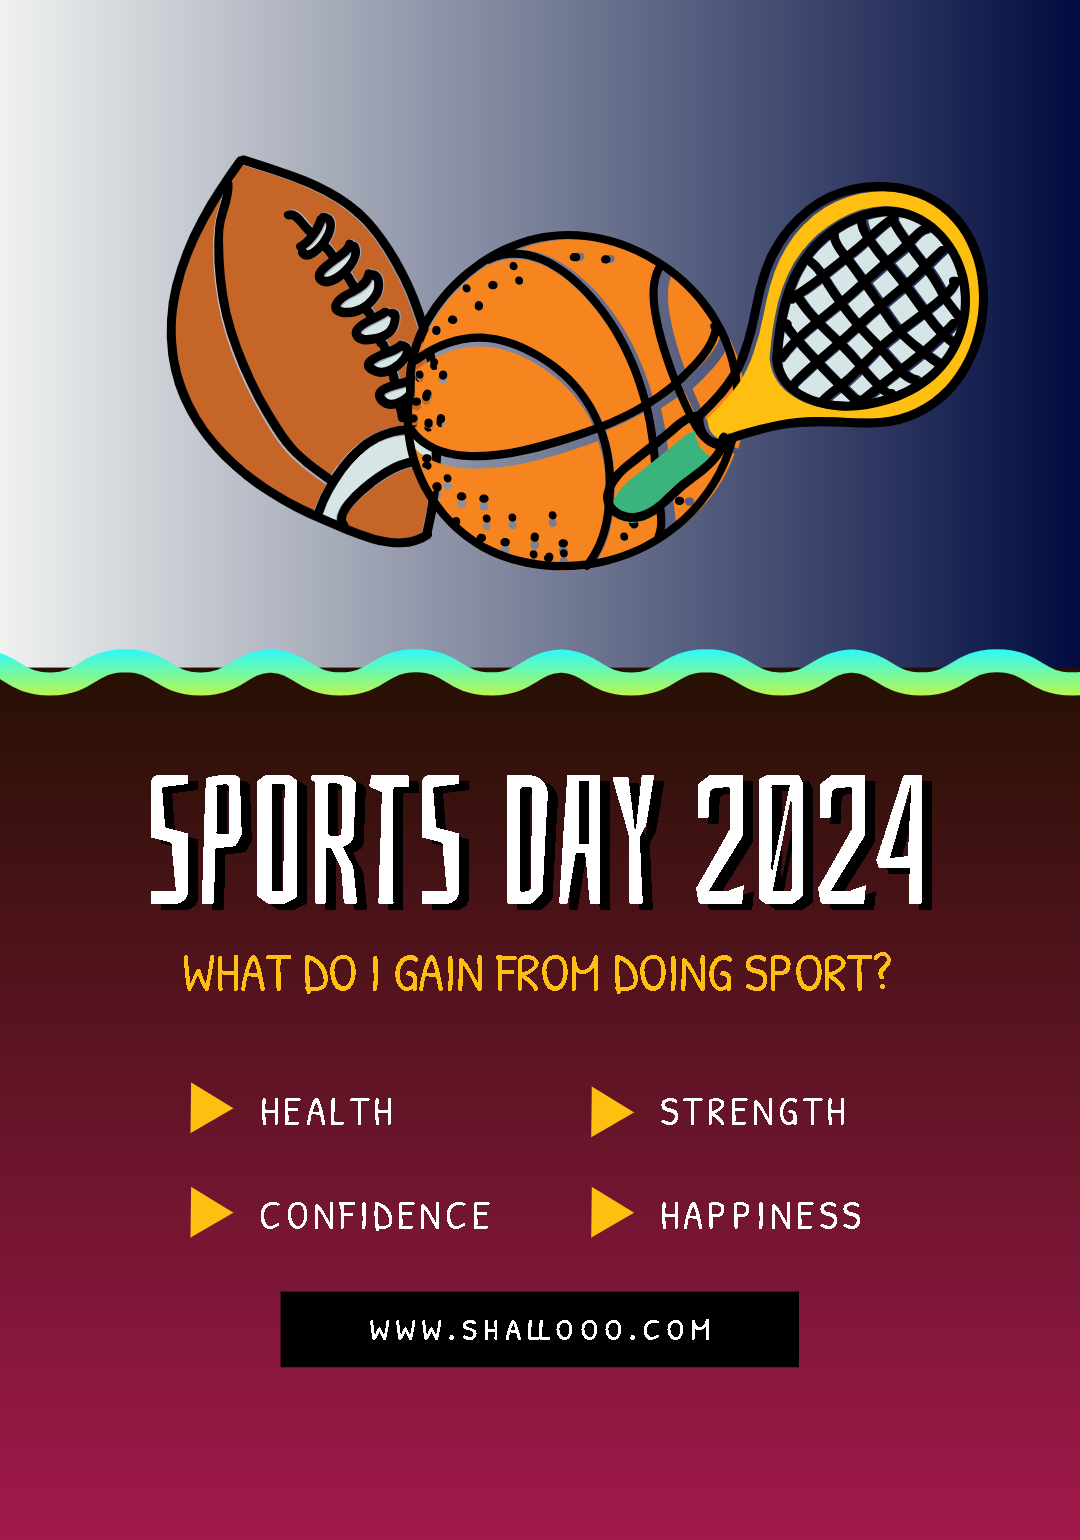 SPORTS DAY 2024
WHAT DO I GAIN FROM DOING SPORT?
HEALTH
STRENGTH
CONFIDENCE
HAPPINESS
WWW.SHALLOOO.COM